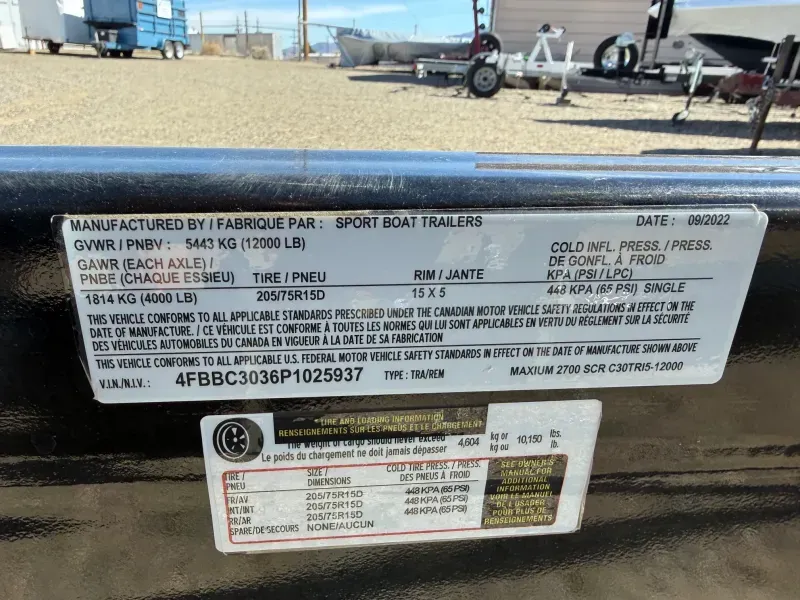 MANUFACTURED BY / FABRIQUE PAR : SPORT BOAT TRAILERS DATE : 09/2022
GVWR / PNBV : 5443 KG (12000 LB)
COLD INFL. PRESS. / PRESS.
GAWR (EACH AXLE) / DE GONFL. À FROID
PNBE (CHAQUE ESSIEU) TIRE / PNEU RIM / JANTE KPA (PSI / LPC)
1814 KG (4000 LB) 205/75R15D 15 X 5 448 KPA (65 PSI) SINGLE
THIS VEHICLE CONFORMS TO ALL APPLICABLE STANDARDS PRESCRIBED UNDER THE CANADIAN MOTOR VEHICLE SAFETY REGULATIONS IN EFFECT ON THE
DATE OF MANUFACTURE. / CE VÉHICULE EST CONFORME À TOUTES LES NORMES QUI LUI SONT APPLICABLES EN VERTU DU RÈGLEMENT SUR LA SÉCURITÉ
DES VÉHICULES AUTOMOBILES DU CANADA EN VIGUEUR À LA DATE DE SA FABRICATION
THIS VEHICLE CONFORMS TO ALL APPLICABLE U.S. FEDERAL MOTOR VEHICLE SAFETY STANDARDS IN EFFECT ON THE DATE OF MANUFACTURE SHOWN ABOVE.
V.I.N./N.I.V.: 4FBBC3036P1025937 TYPE : TRA/REM MAXIUM 2700 SCR C30TRI5-12000
TIRE AND LOADING INFORMATION
RENSEIGNEMENTS SUR LES PNEUS ET LE CHARGEMENT
The weight of cargo should never exceed 4,604 kg or 10,150 lbs.
Le poids du chargement ne doit jamais dépasser kg ou lb.
TIRE / SIZE / COLD TIRE PRESS. / PRESS.
PNEU DIMENSIONS DES PNEUS À FROID
FR/AV 205/75R15D 448 KPA (65 PSI)
INT/INT 205/75R15D 448 KPA (65 PSI)
RR/AR 205/75R15D 448 KPA (65 PSI)
SPARE/DE SECOURS NONE/AUCUN
SEE OWNER'S
MANUAL FOR
ADDITIONAL
INFORMATION
VOIR LE MANUEL
DE L'USAGER
POUR PLUS DE
RENSEIGNEMENTS